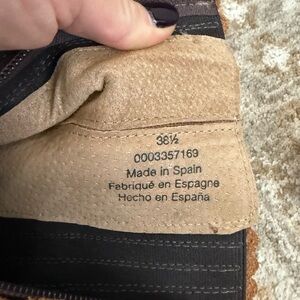 38½
0003357169
Made in Spain
Fabriqué en Espagne
Hecho en España